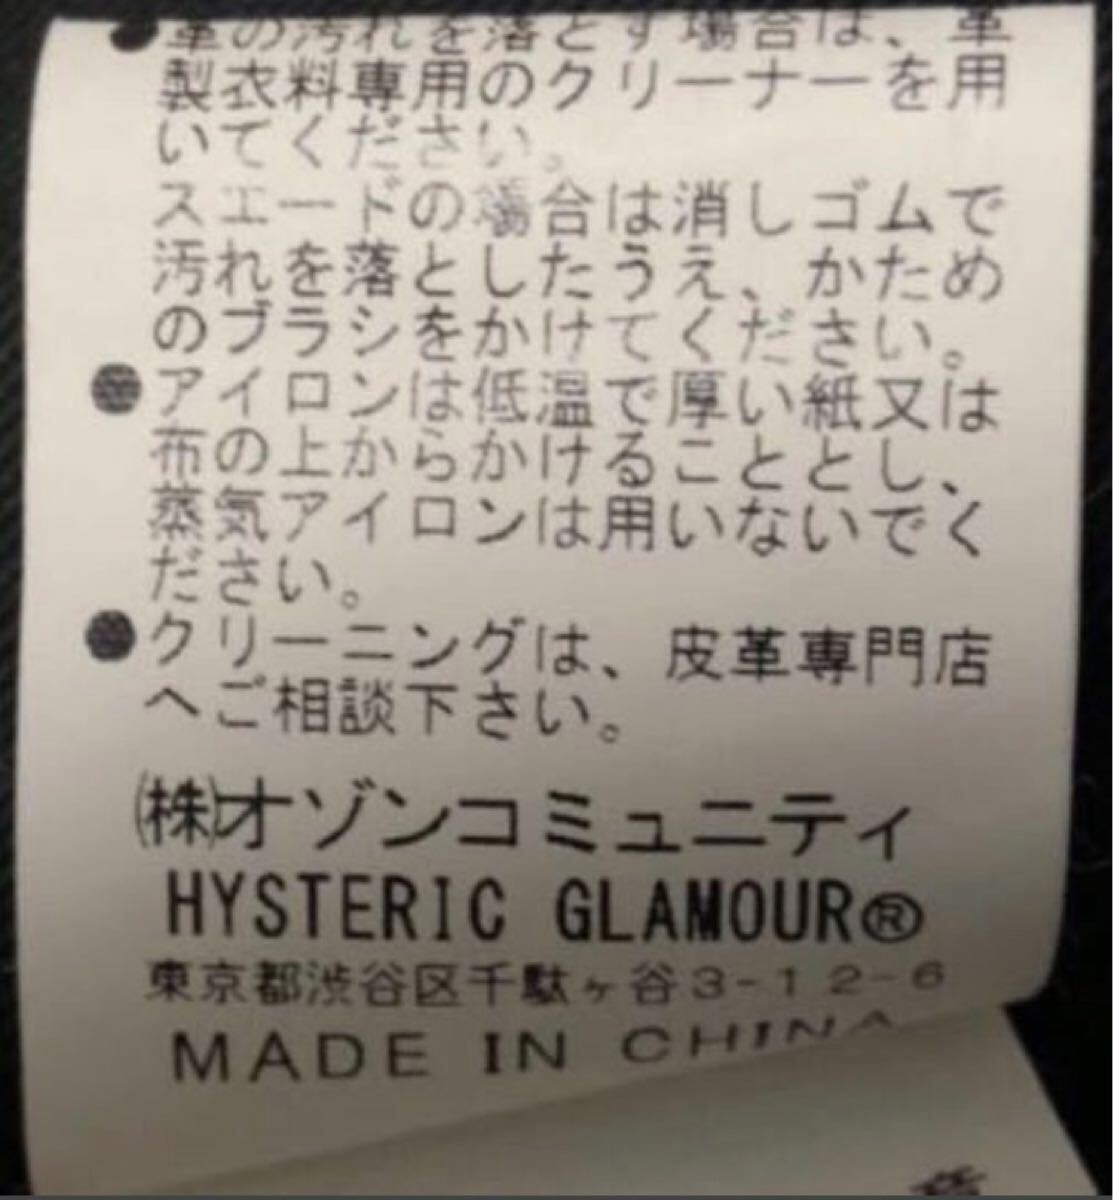 ●革の汚れを落とす場合は、革
製衣料専用のクリーナーを用
いてください。
スエードの場合は消しゴムで
汚れを落としたうえ、かため
のブラシをかけてください。
●アイロンは低温で厚い紙又は
布の上からかけることとし、
蒸気アイロンは用いないでく
ださい。
●クリーニングは、皮革専門店
へご相談下さい。
㈱オゾンコミュニティ
HYSTERIC GLAMOUR®
東京都渋谷区千駄ヶ谷3-12-6
MADE IN CHINA